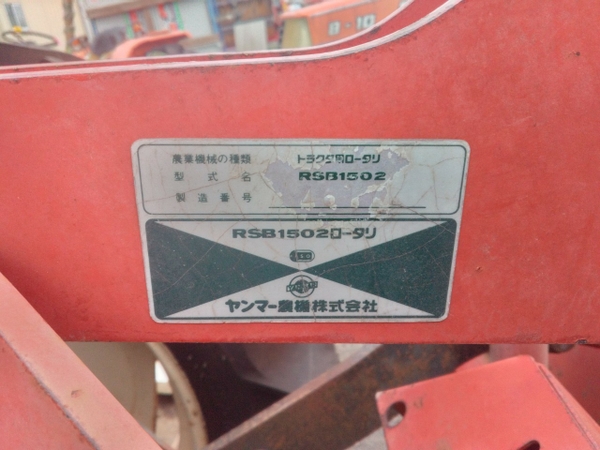 B-10
農業機械の種類 トラクタ用ロータリ
型式名 RSB1502
製造番号
RSB1502ロータリ
ヤンマー農機株式会社